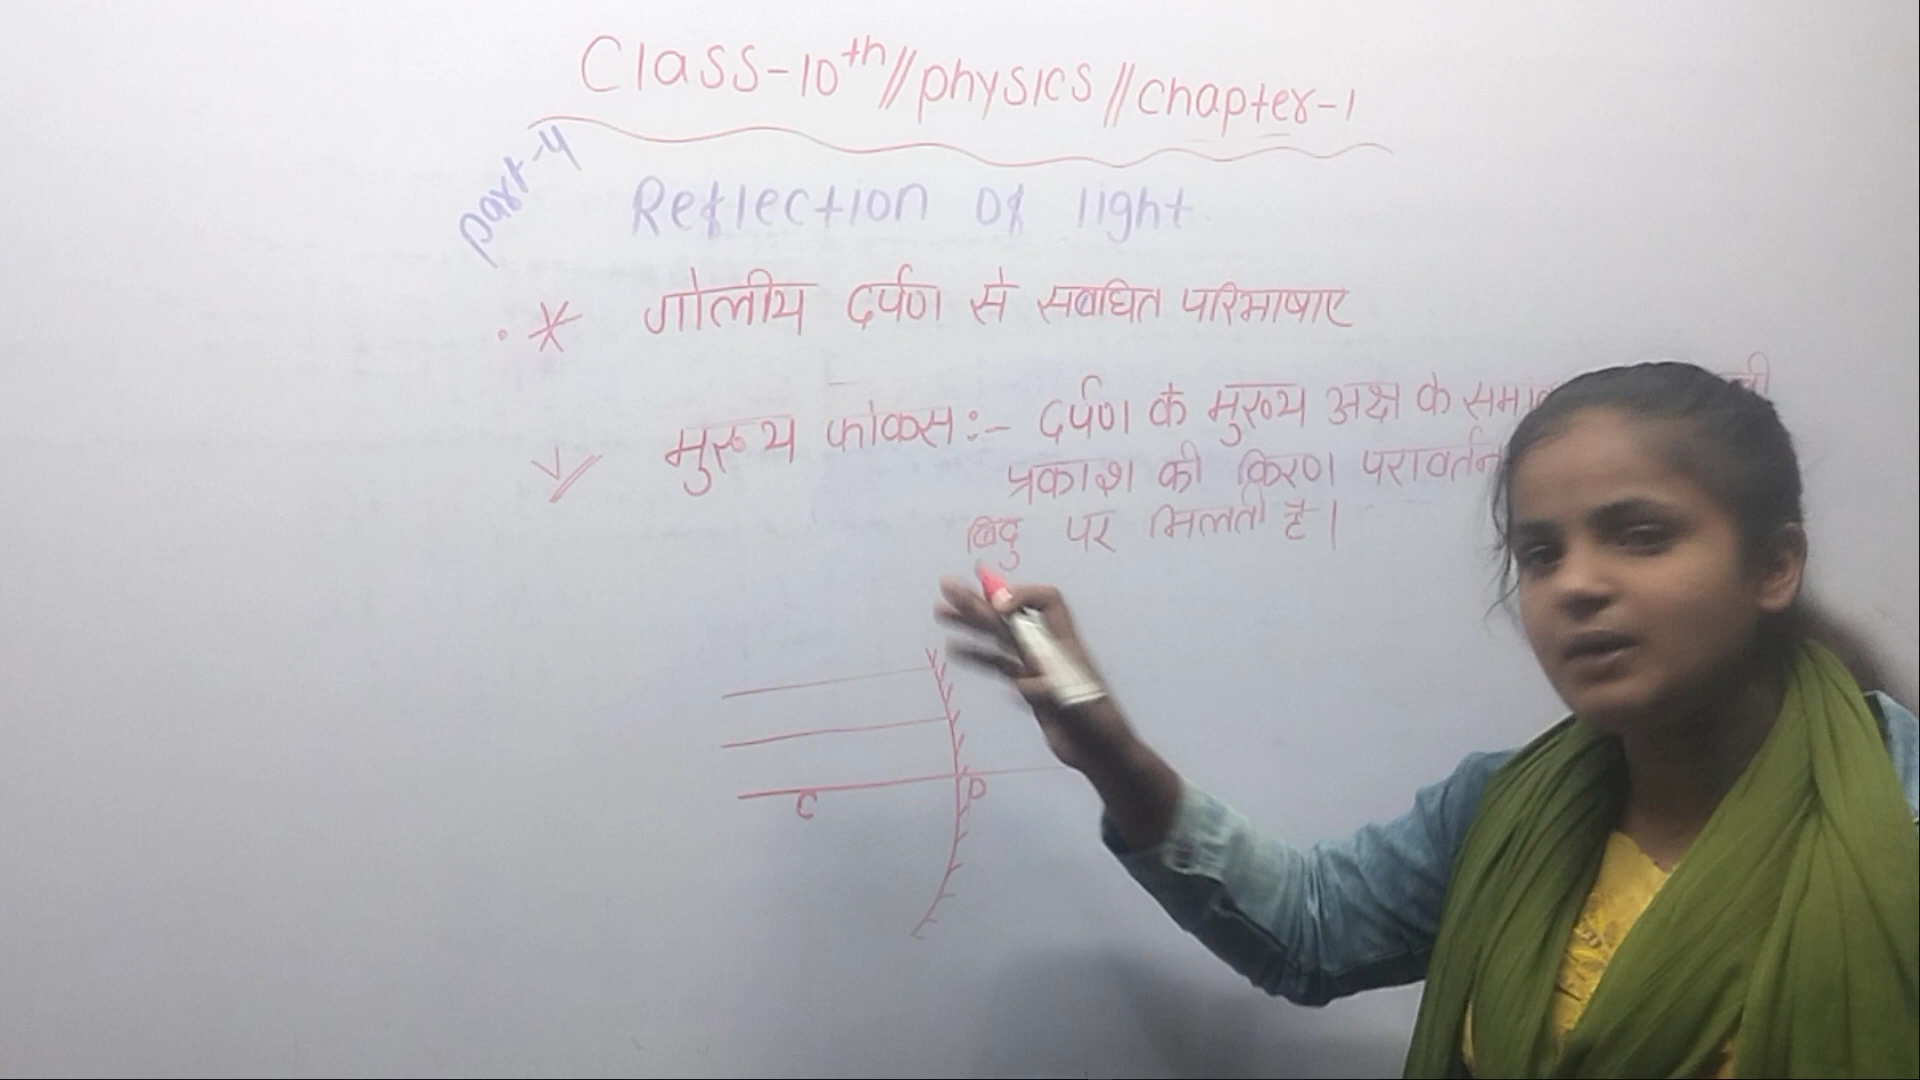 Class-10th//physics//chapter-1
part-4
Reflection of light
* गोलीय दर्पण से सबंधित परिभाषाए
मुख्य फोकस:- दर्पण के मुख्य अक्ष के
प्रकाश की किरण परावर्तन
बिंदु पर मिलती है।
C
P